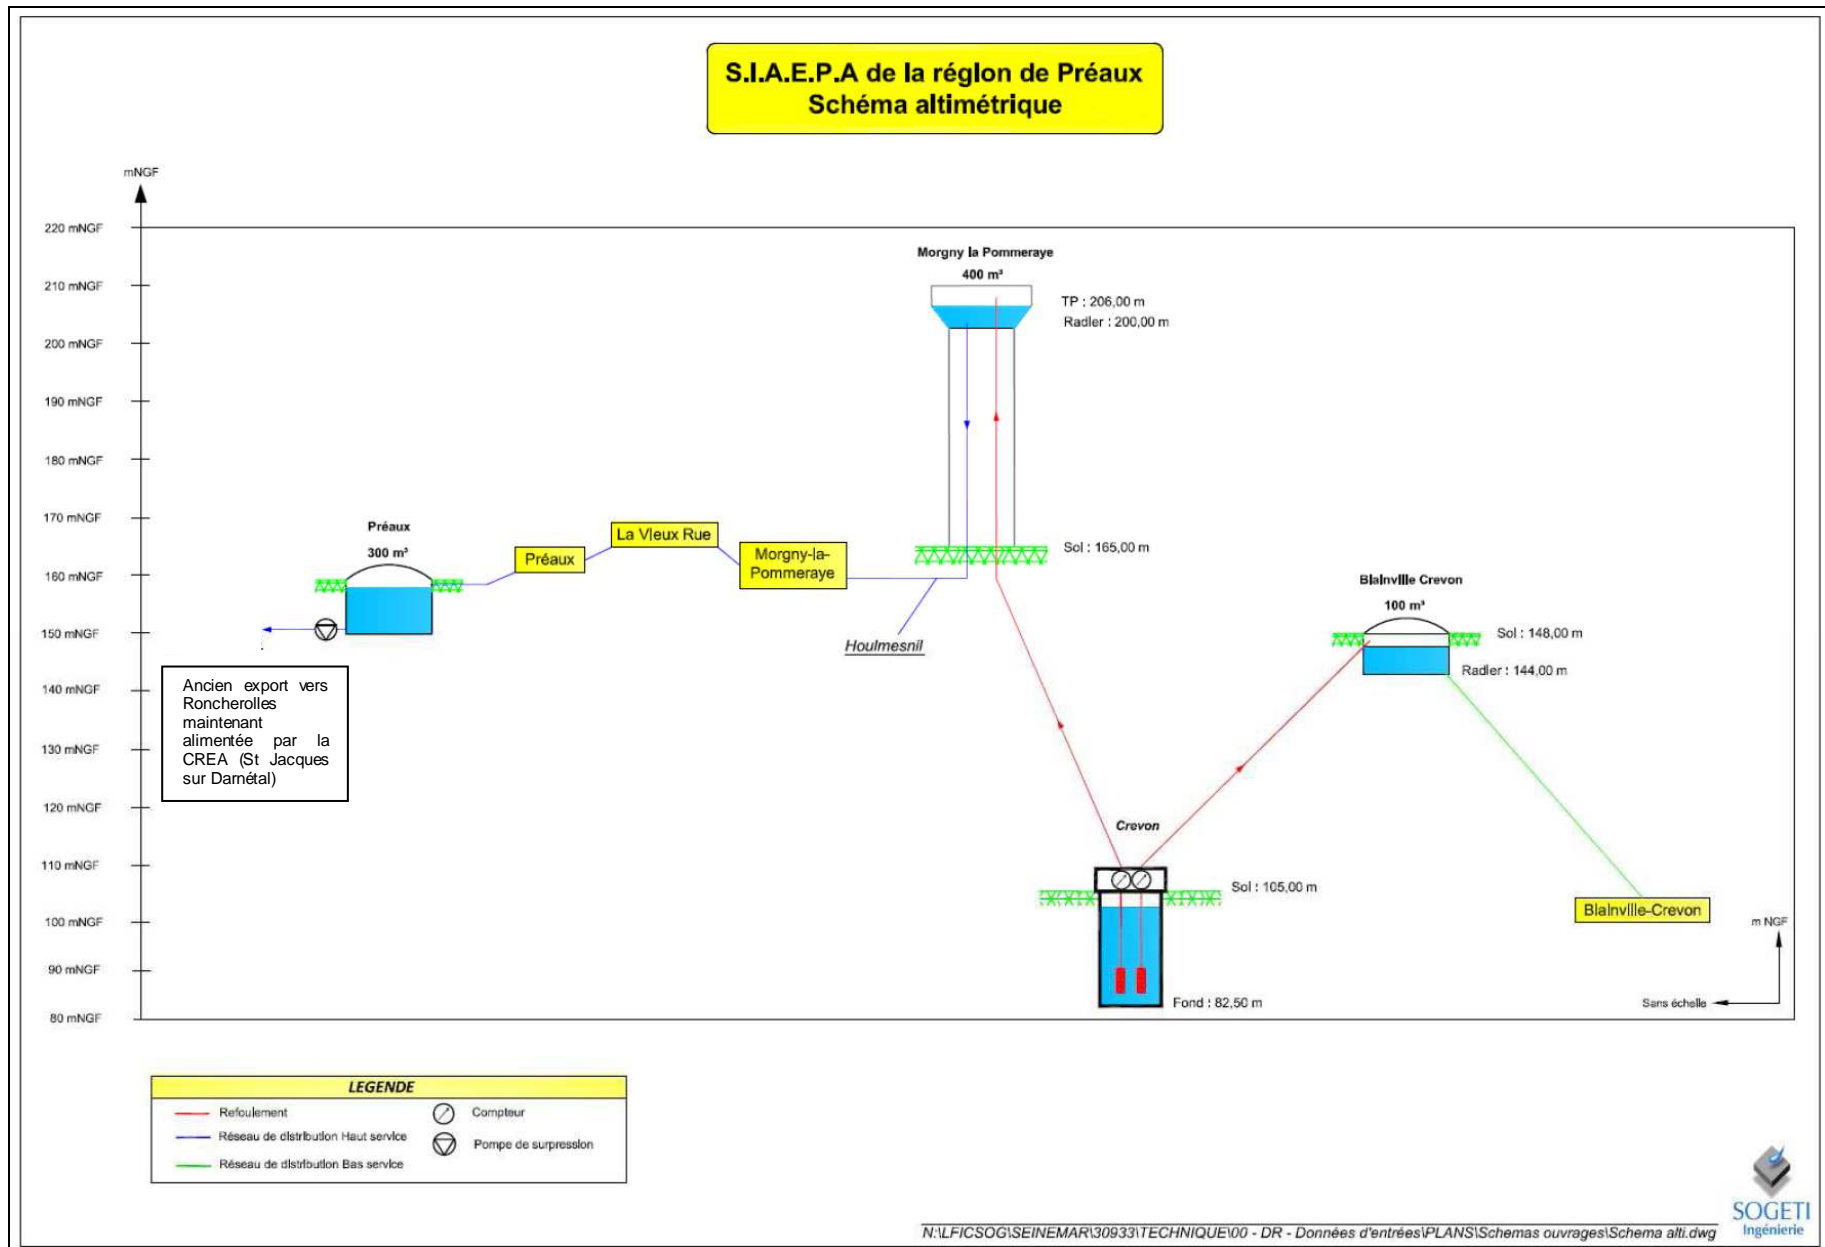 S.I.A.E.P.A de la région de Préaux
Schéma altimétrique
mNGF
220 mNGF
210 mNGF
200 mNGF
190 mNGF
180 mNGF
170 mNGF
160 mNGF
150 mNGF
140 mNGF
130 mNGF
120 mNGF
110 mNGF
100 mNGF
90 mNGF
80 mNGF
Morgny la Pommeraye
400 m³
TP : 206,00 m
Radier : 200,00 m
Sol : 165,00 m
Préaux
300 m³
Préaux
La Vieux Rue
Morgny-la-
Pommeraye
Houlmesnil
Blainville Crevon
100 m³
Sol : 148,00 m
Radier : 144,00 m
Ancien export vers
Roncherolles
maintenant
alimentée par la
CREA (St Jacques
sur Darnétal)
Crevon
Sol : 105,00 m
Fond : 82,50 m
Blainville-Crevon
m NGF
Sans échelle
LEGENDE
Refoulement
Réseau de distribution Haut service
Réseau de distribution Bas service
Compteur
Pompe de surpression
SOGETI
Ingénierie
N:\LFICSOG\SEINEMAR\30933\TECHNIQUE\00 - DR - Données d'entrées\PLANS\Schemas ouvrages\Schema alti.dwg